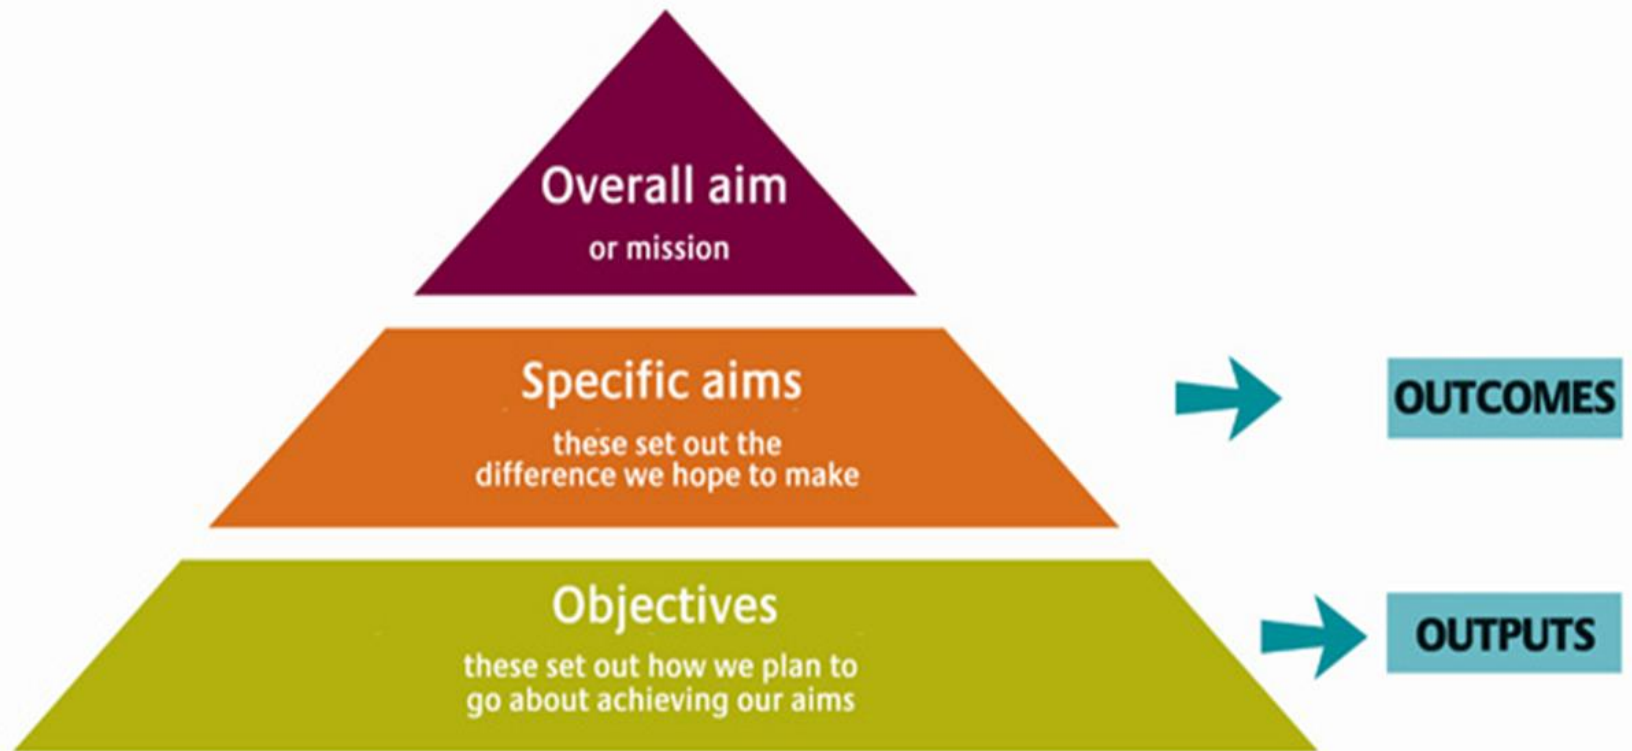 Overall aim
or mission
Specific aims
these set out the
difference we hope to make
OUTCOMES
Objectives
these set out how we plan to
go about achieving our aims
OUTPUTS